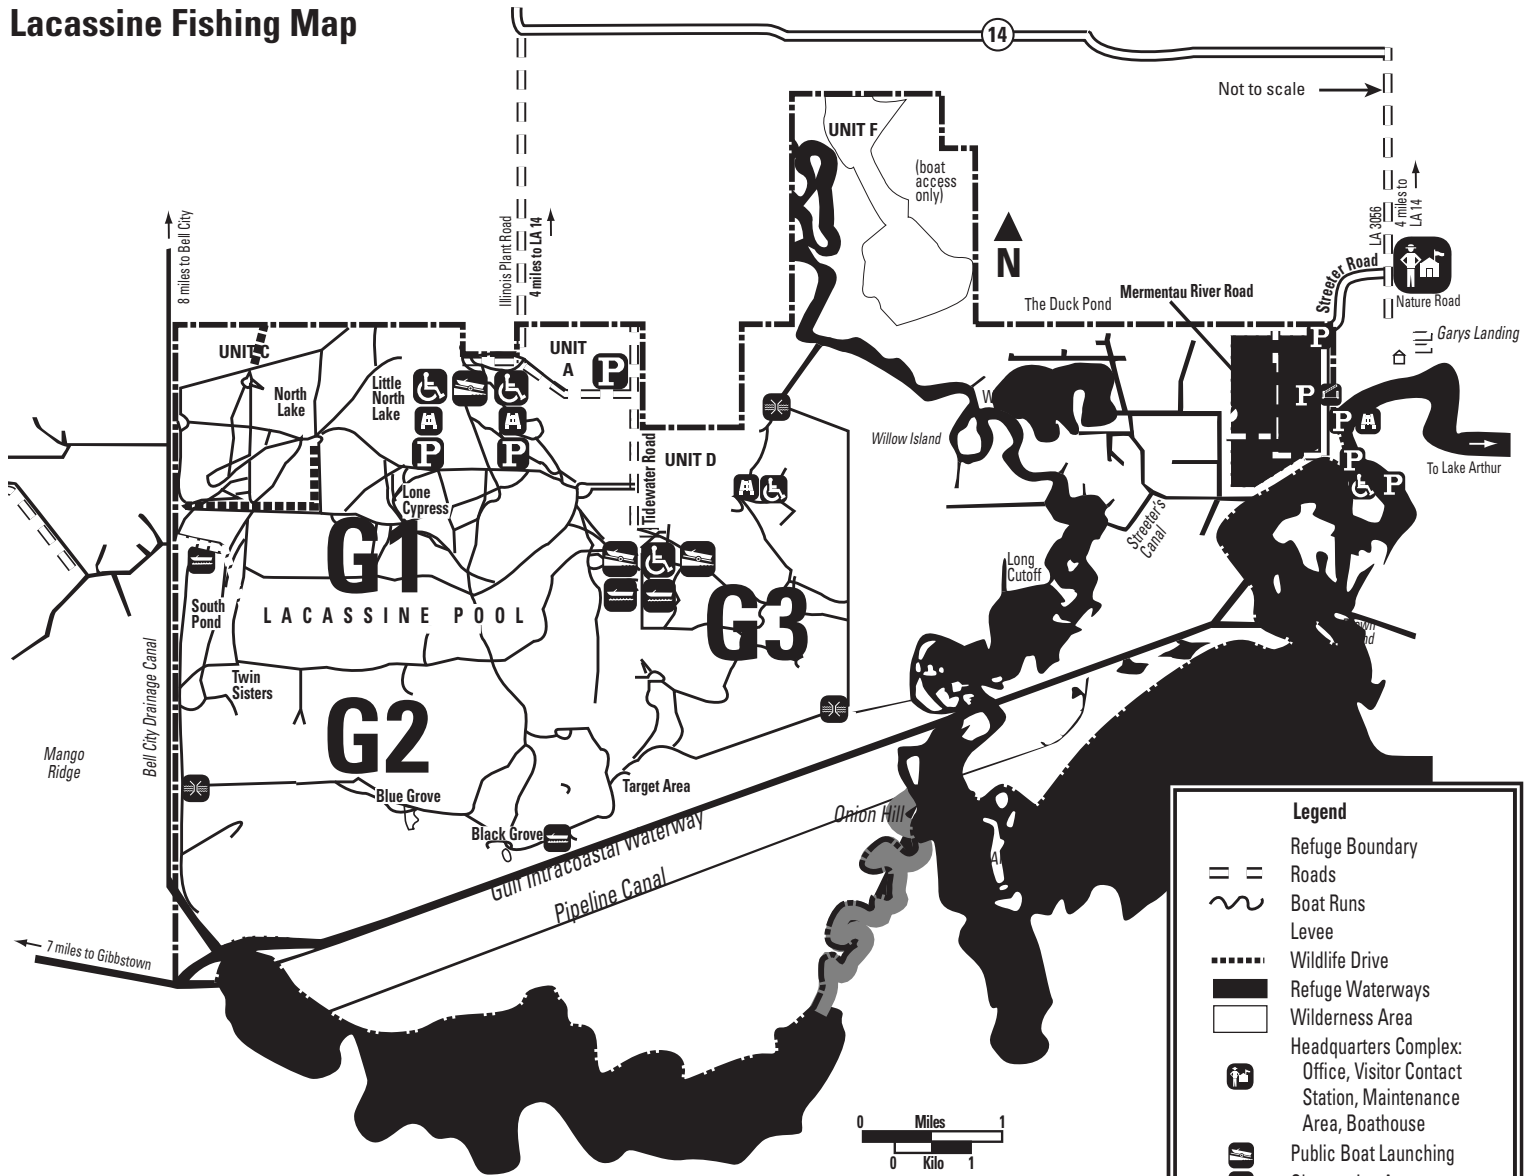 Lacassine Fishing Map
14
Not to scale
UNIT F
(boat
access
only)
8 miles to Bell City
Illinois Plant Road
4 miles to LA 14
LA 3056
4 miles to
LA 14
N
Streeter Road
Nature Road
The Duck Pond
Mermentau River Road
Garys Landing
UNIT C
UNIT
A
P
P
North
Lake
Little
North
Lake
P
P
P
P
P
P
W
Willow Island
To Lake Arthur
UNIT D
Tidewater Road
Lone
Cypress
G1
Streeter's
Canal
Long
Cutoff
South
Pond
LACASSINE POOL
G3
Twin
Sisters
Bell City Drainage Canal
G2
Mango
Ridge
Target Area
Blue Grove
Onion Hill
Black Grove
Gulf Intracoastal Waterway
Pipeline Canal
7 miles to Gibbstown
0 Miles 1
0 Kilo 1
Legend
Refuge Boundary
Roads
Boat Runs
Levee
Wildlife Drive
Refuge Waterways
Wilderness Area
Headquarters Complex:
Office, Visitor Contact
Station, Maintenance
Area, Boathouse
Public Boat Launching